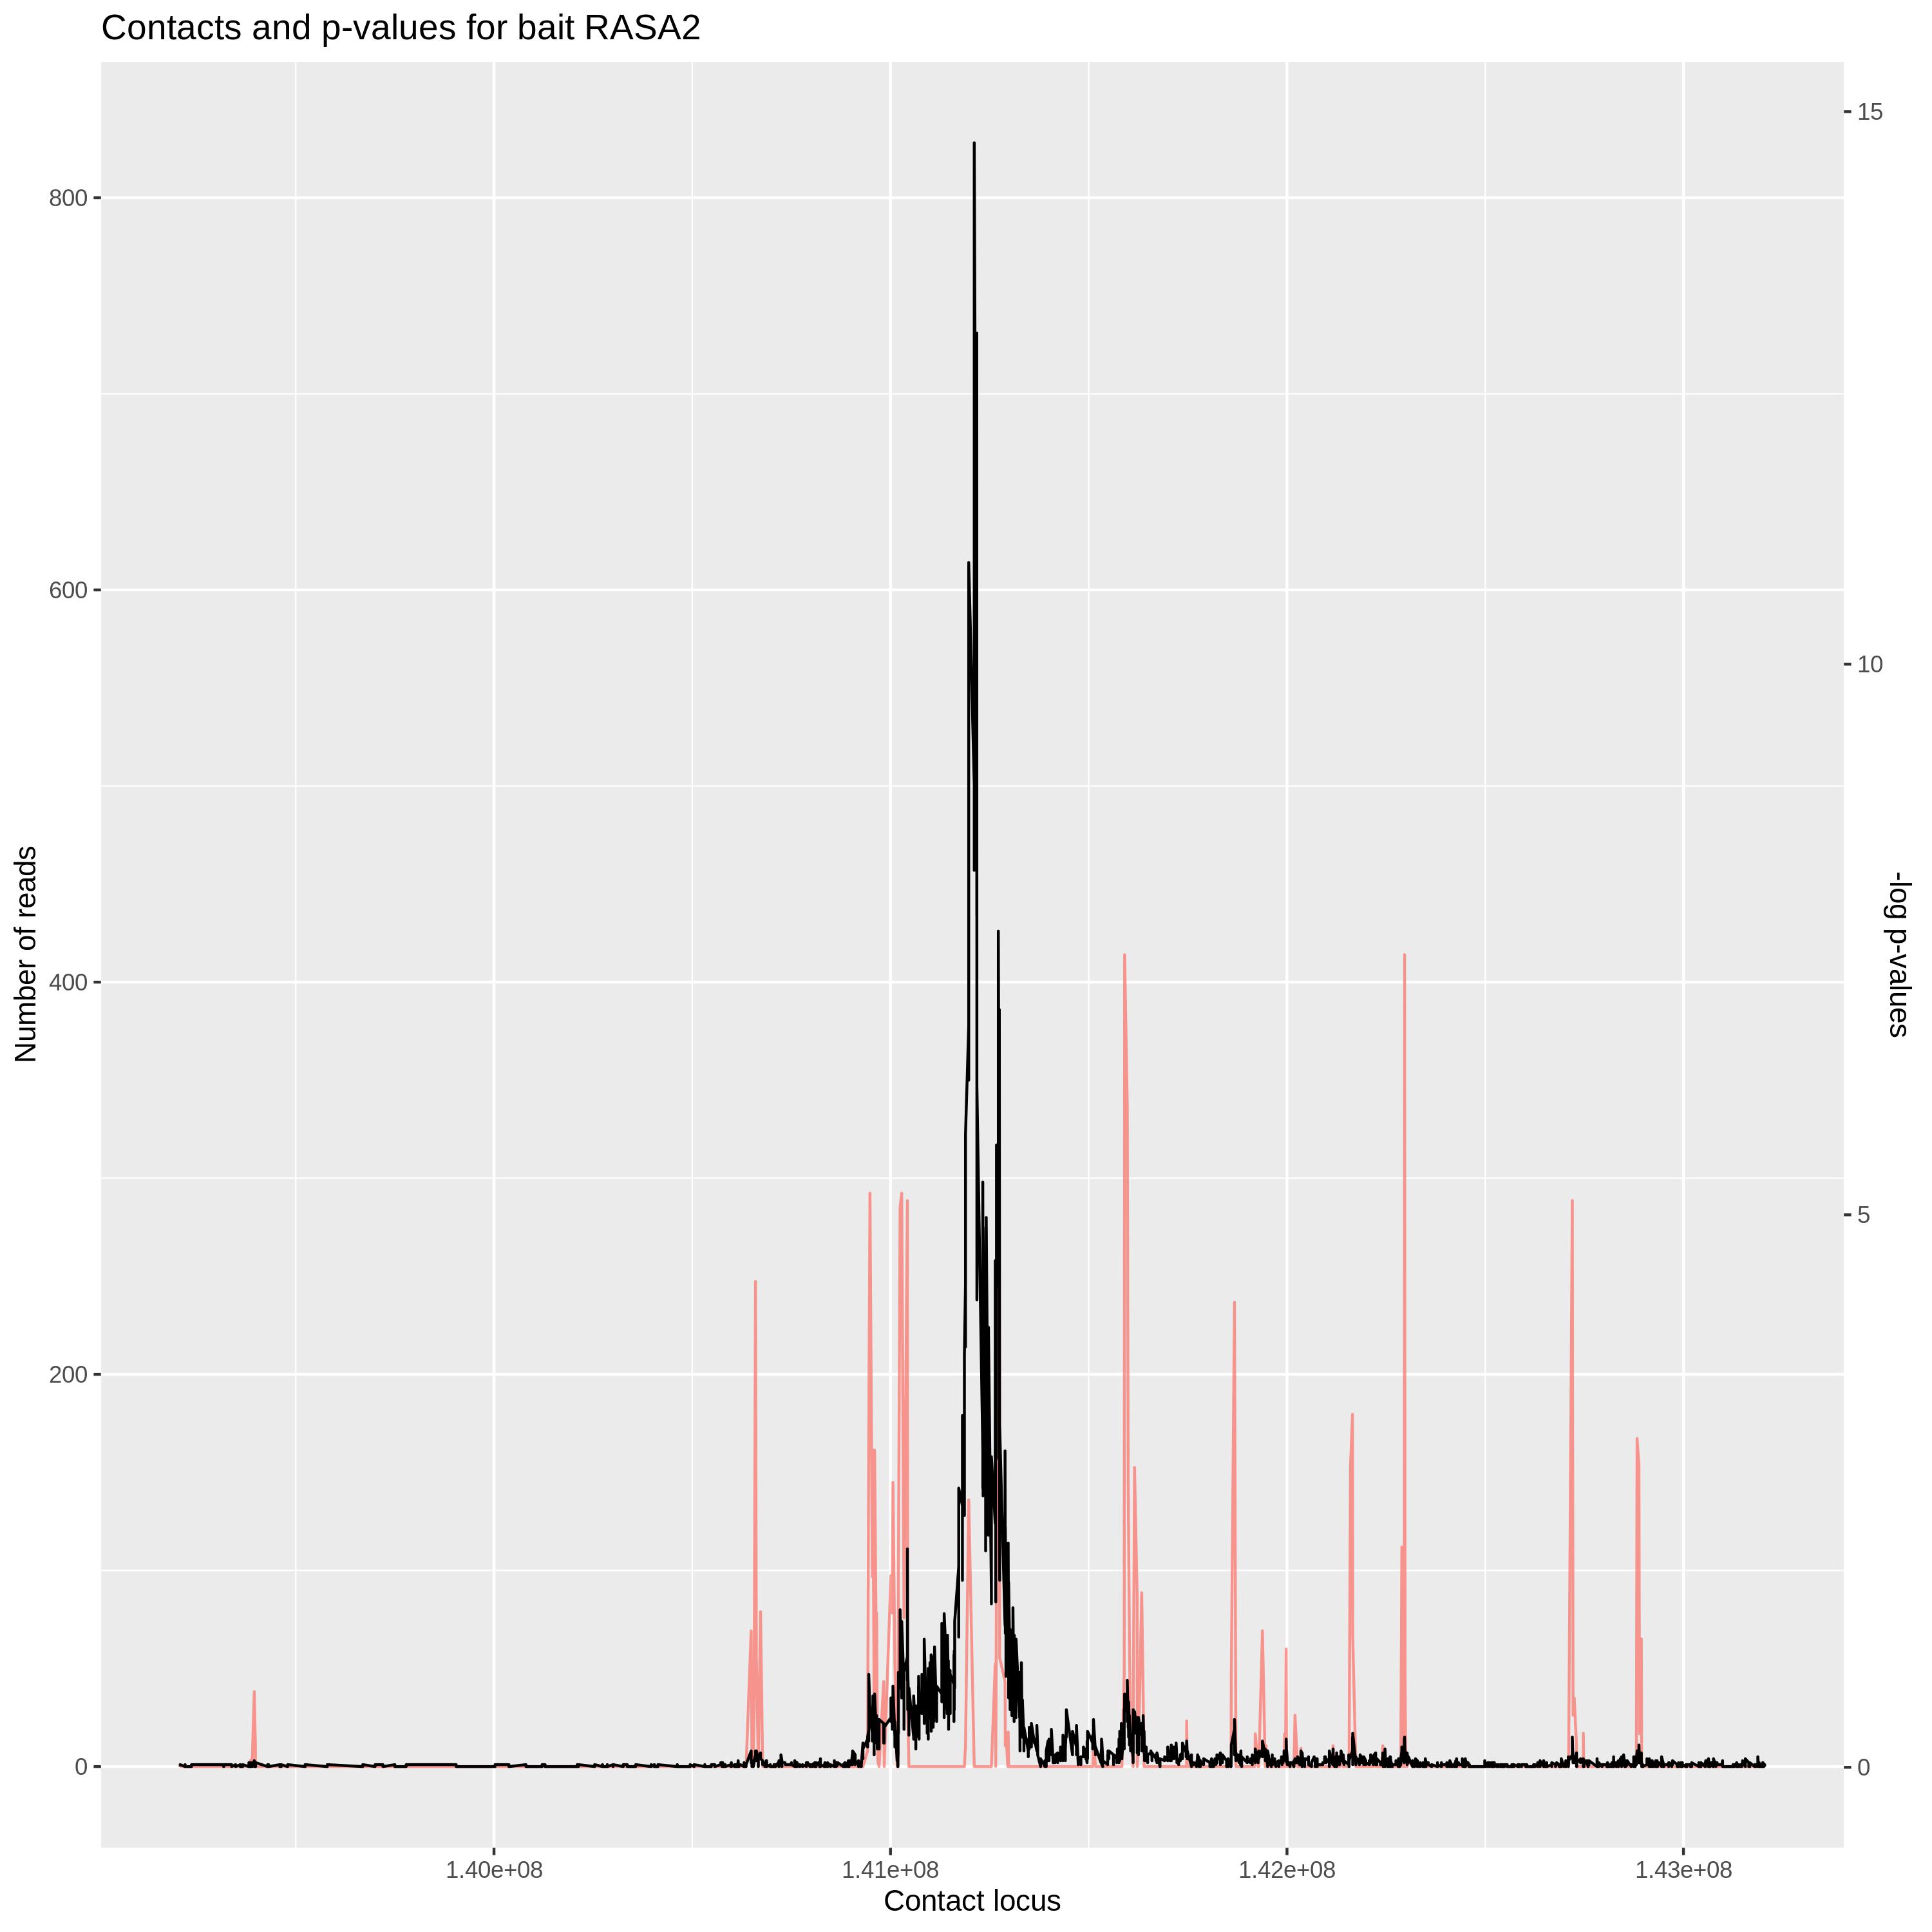 Contacts and p-values for bait RASA2
Number of reads
800
600
400
200
0
15
10
5
0
-log p-values
1.40e+08
1.41e+08
1.42e+08
1.43e+08
Contact locus